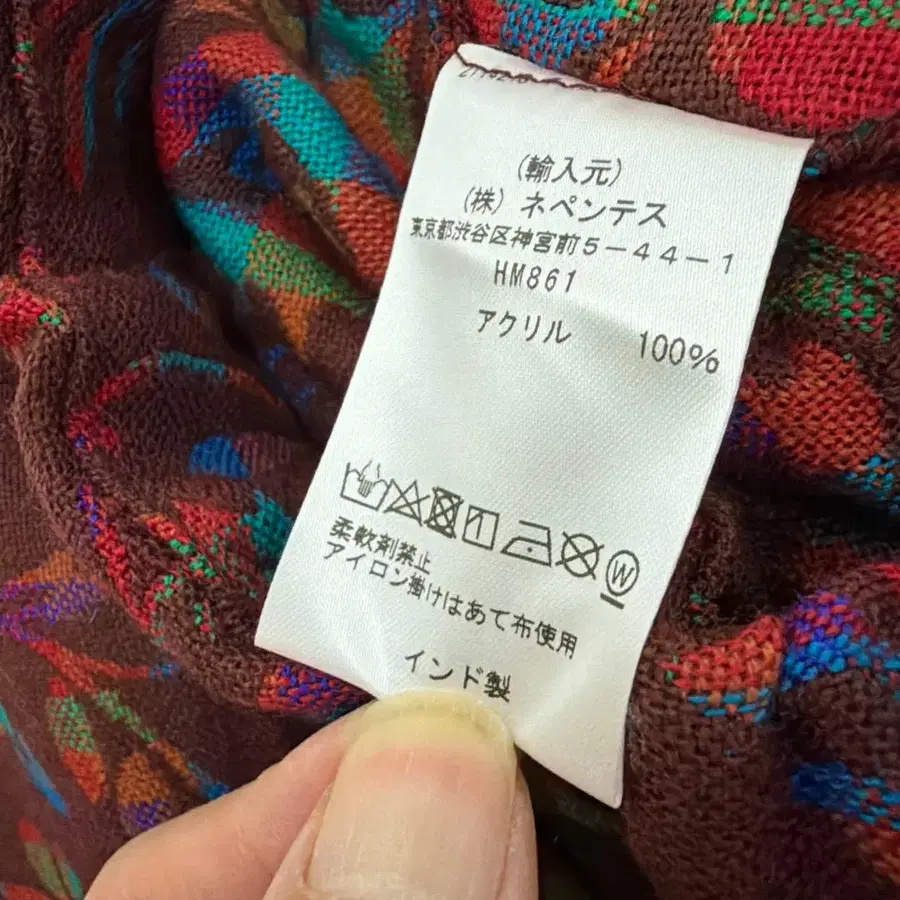 (輸入元)
(株) ネペンテス
東京都渋谷区神宮前5-44-1
HM861
アクリル 100%
W
柔軟剤禁止
アイロン掛けはあて布使用
インド製